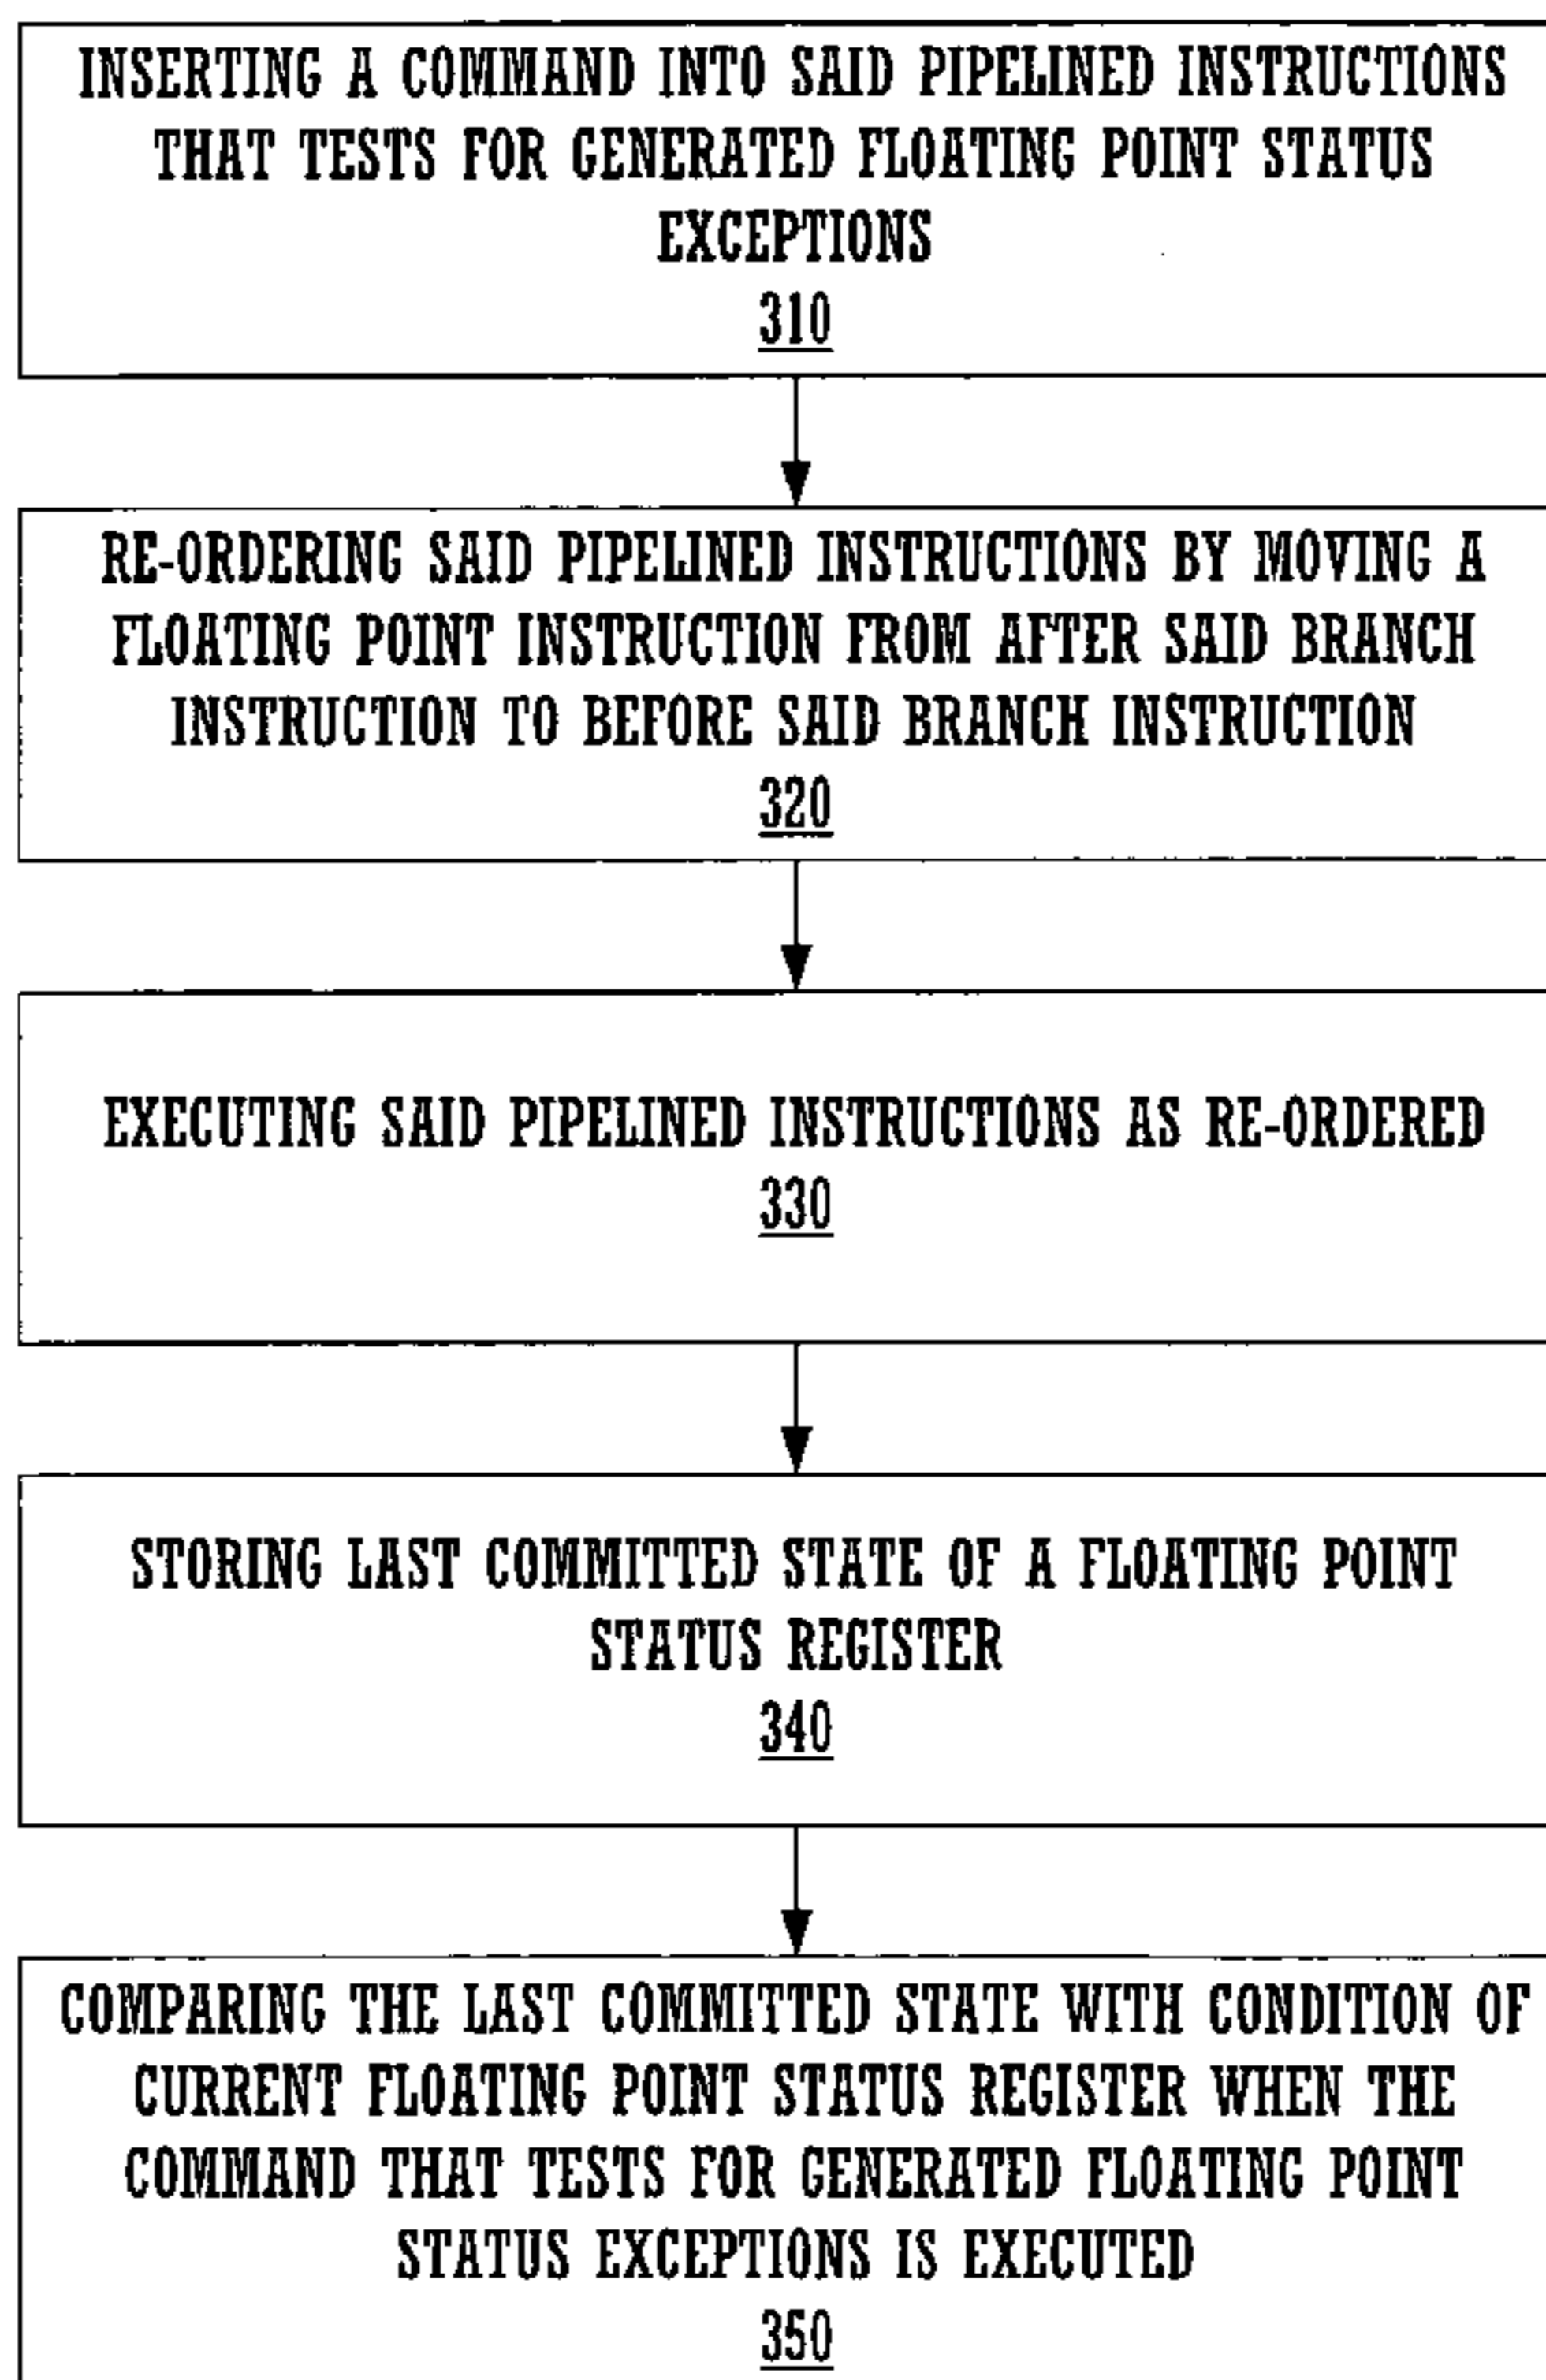 INSERTING A COMMAND INTO SAID PIPELINED INSTRUCTIONS
THAT TESTS FOR GENERATED FLOATING POINT STATUS
EXCEPTIONS
310
RE-ORDERING SAID PIPELINED INSTRUCTIONS BY MOVING A
FLOATING POINT INSTRUCTION FROM AFTER SAID BRANCH
INSTRUCTION TO BEFORE SAID BRANCH INSTRUCTION
320
EXECUTING SAID PIPELINED INSTRUCTIONS AS RE-ORDERED
330
STORING LAST COMMITTED STATE OF A FLOATING POINT
STATUS REGISTER
340
COMPARING THE LAST COMMITTED STATE WITH CONDITION OF
CURRENT FLOATING POINT STATUS REGISTER WHEN THE
COMMAND THAT TESTS FOR GENERATED FLOATING POINT
STATUS EXCEPTIONS IS EXECUTED
350